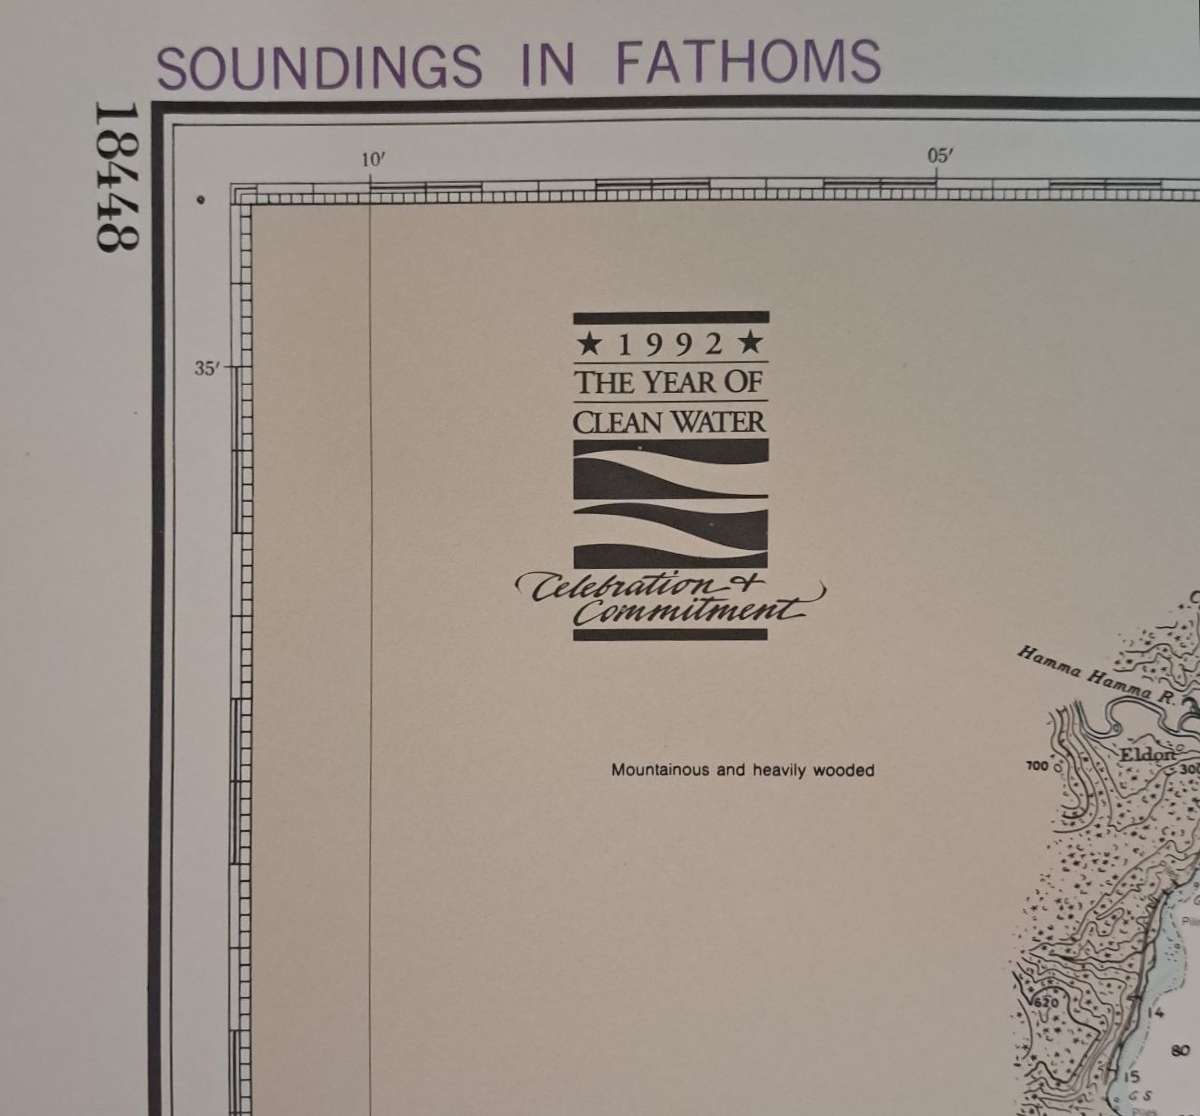 SOUNDINGS IN FATHOMS
18448
10′
05′
35′
★ 1992 ★
THE YEAR OF
CLEAN WATER
Celebration &
Commitment
Hamma Hamma R.
Eldon
700
300
Mountainous and heavily wooded
620
14
80
15
G S